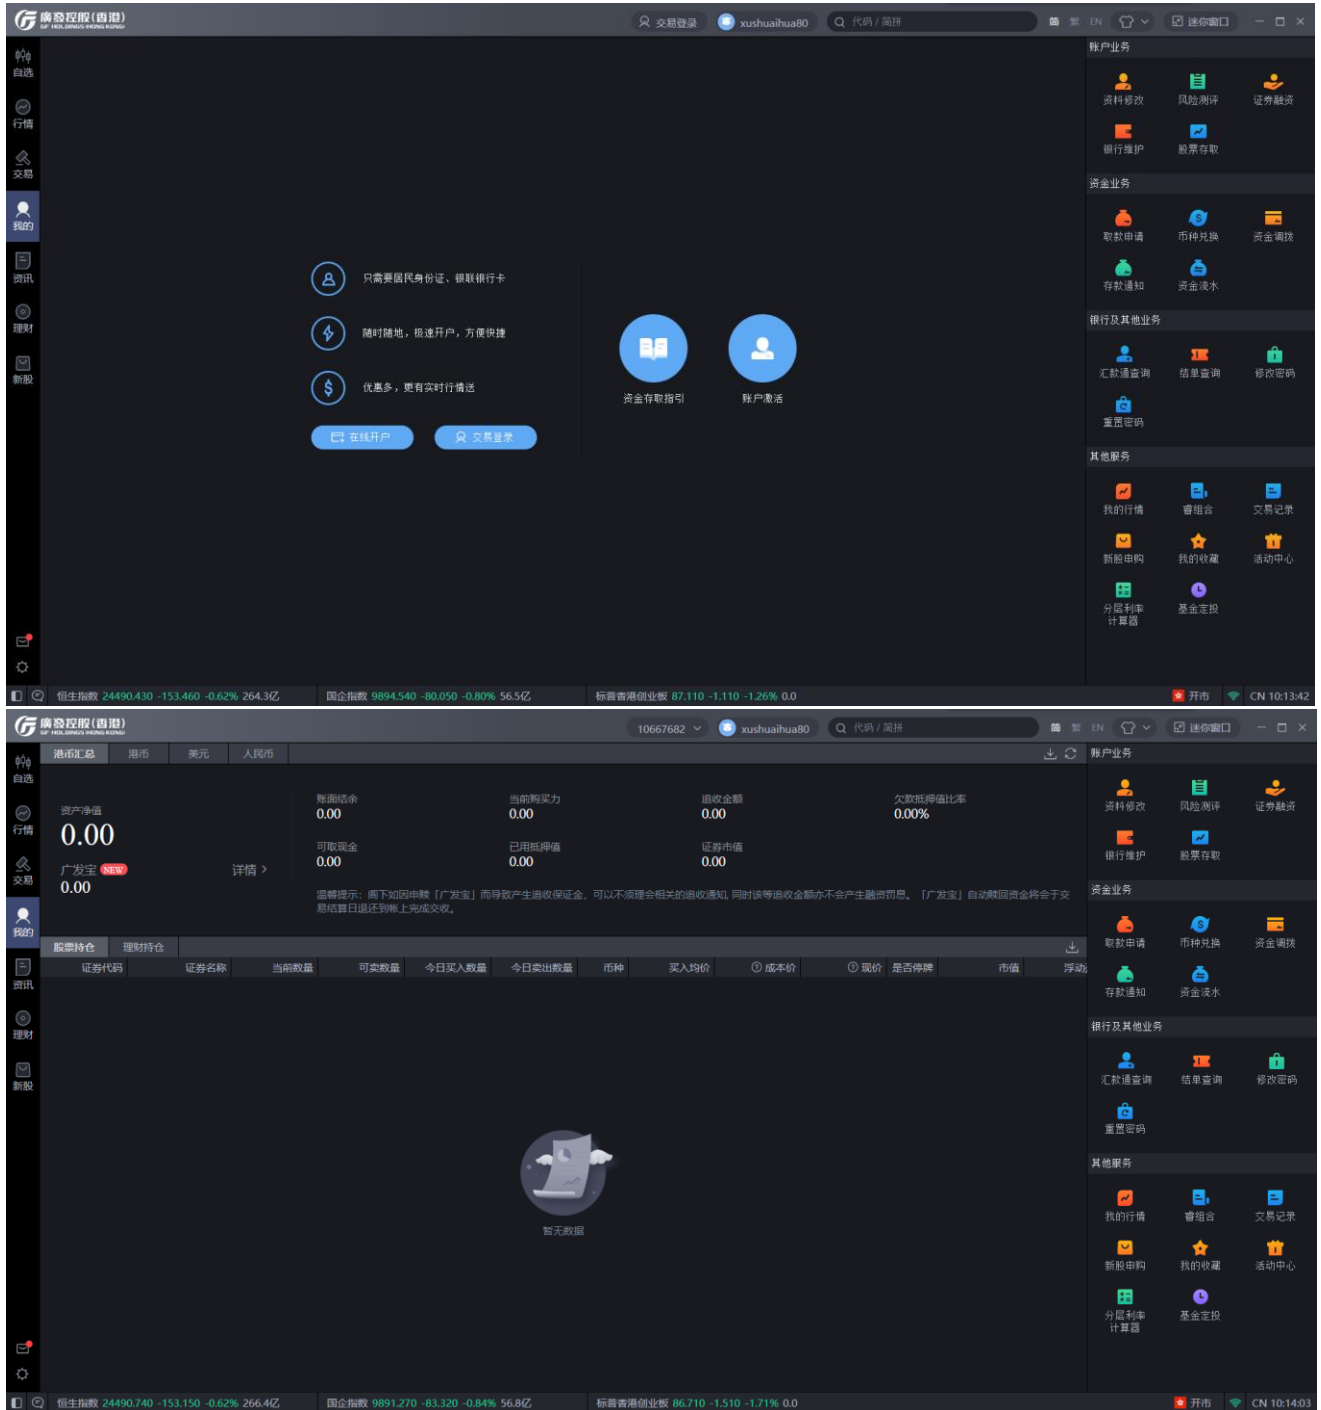 廣發控股(香港)
GF HOLDINGS (HONG KONG)
交易登录
xushuaihua80
代码 / 简拼
简 繁 EN
迷你窗口
自选
行情
交易
我的
资讯
理财
新股
只需要居民身份证、银联银行卡
随时随地，极速开户，方便快捷
优惠多，更有实时行情送
在线开户
交易登录
资金存取指引
账户激活
账户业务
资料修改 风险测评 证券融资
银行维护 股票存取
资金业务
取款申请 币种兑换 资金调拨
存款通知 资金流水
银行及其他业务
汇款通查询 结单查询 修改密码
重置密码
其他服务
我的行情 睿组合 交易记录
新股申购 我的收藏 活动中心
分层利率 基金定投
计算器
恒生指数 24490.430 -153.460 -0.62% 264.3亿
国企指数 9894.540 -80.050 -0.80% 56.5亿
标普香港创业板 87.110 -1.110 -1.26% 0.0
开市
CN 10:13:42
廣發控股(香港)
GF HOLDINGS (HONG KONG)
10667682
xushuaihua80
代码 / 简拼
简 繁 EN
迷你窗口
自选
行情
交易
我的
资讯
理财
新股
港币汇总 港币 美元 人民币
资产净值
0.00
广发宝 NEW 详情 >
0.00
账面结余 当前购买力 追收金额 欠款抵押值比率
0.00 0.00 0.00 0.00%
可取现金 已用抵押值 证券市值
0.00 0.00 0.00
温馨提示：阁下如因申赎「广发宝」而导致产生追收保证金，可以不须理会相关的追收通知,同时该等追收金额亦不会产生融资罚息。「广发宝」自动赎回资金将会于交
易结算日退还到帐上完成交收。
股票持仓 理财持仓
证券代码 证券名称 当前数量 可卖数量 今日买入数量 今日卖出数量 币种 买入均价 ? 成本价 ? 现价 是否停牌 市值 浮动
暂无数据
账户业务
资料修改 风险测评 证券融资
银行维护 股票存取
资金业务
取款申请 币种兑换 资金调拨
存款通知 资金流水
银行及其他业务
汇款通查询 结单查询 修改密码
重置密码
其他服务
我的行情 睿组合 交易记录
新股申购 我的收藏 活动中心
分层利率 基金定投
计算器
恒生指数 24490.740 -153.150 -0.62% 266.4亿
国企指数 9891.270 -83.320 -0.84% 56.8亿
标普香港创业板 86.710 -1.510 -1.71% 0.0
开市
CN 10:14:03